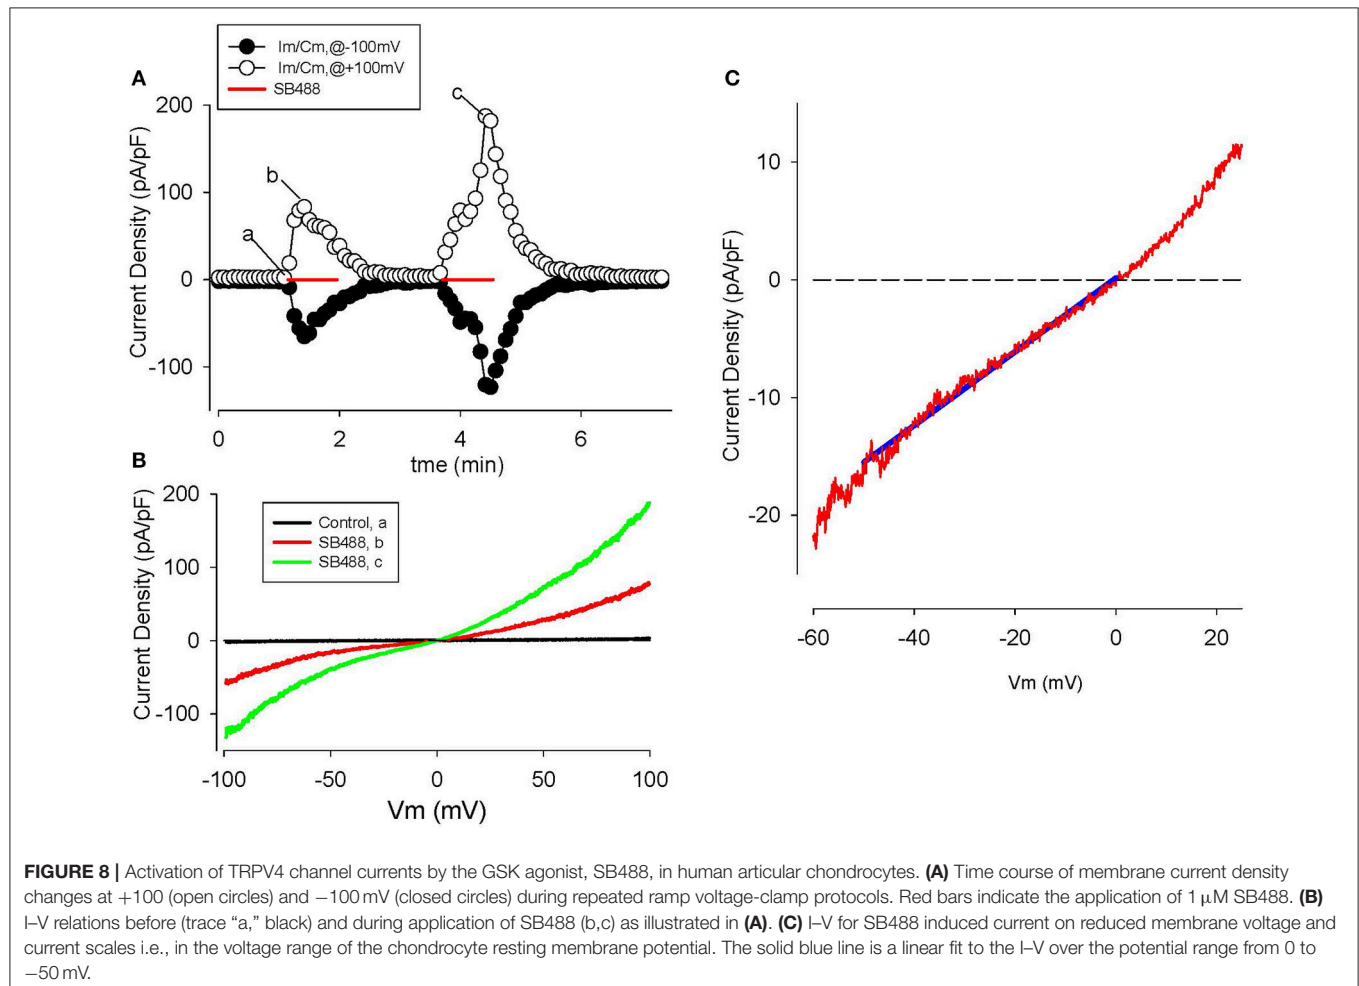 Im/Cm,@-100mV
Im/Cm,@+100mV
SB488
A
200
100
0
-100
Current Density (pA/pF)
a
b
c
0 2 4 6
tme (min)
B
200
100
0
-100
Current Density (pA/pF)
Control, a
SB488, b
SB488, c
-100 -50 0 50 100
Vm (mV)
C
10
0
-10
-20
Current Density (pA/pF)
-60 -40 -20 0 20
Vm (mV)
FIGURE 8 | Activation of TRPV4 channel currents by the GSK agonist, SB488, in human articular chondrocytes. (A) Time course of membrane current density
changes at +100 (open circles) and −100 mV (closed circles) during repeated ramp voltage-clamp protocols. Red bars indicate the application of 1 μM SB488. (B)
I–V relations before (trace “a,” black) and during application of SB488 (b,c) as illustrated in (A). (C) I–V for SB488 induced current on reduced membrane voltage and
current scales i.e., in the voltage range of the chondrocyte resting membrane potential. The solid blue line is a linear fit to the I–V over the potential range from 0 to
−50 mV.